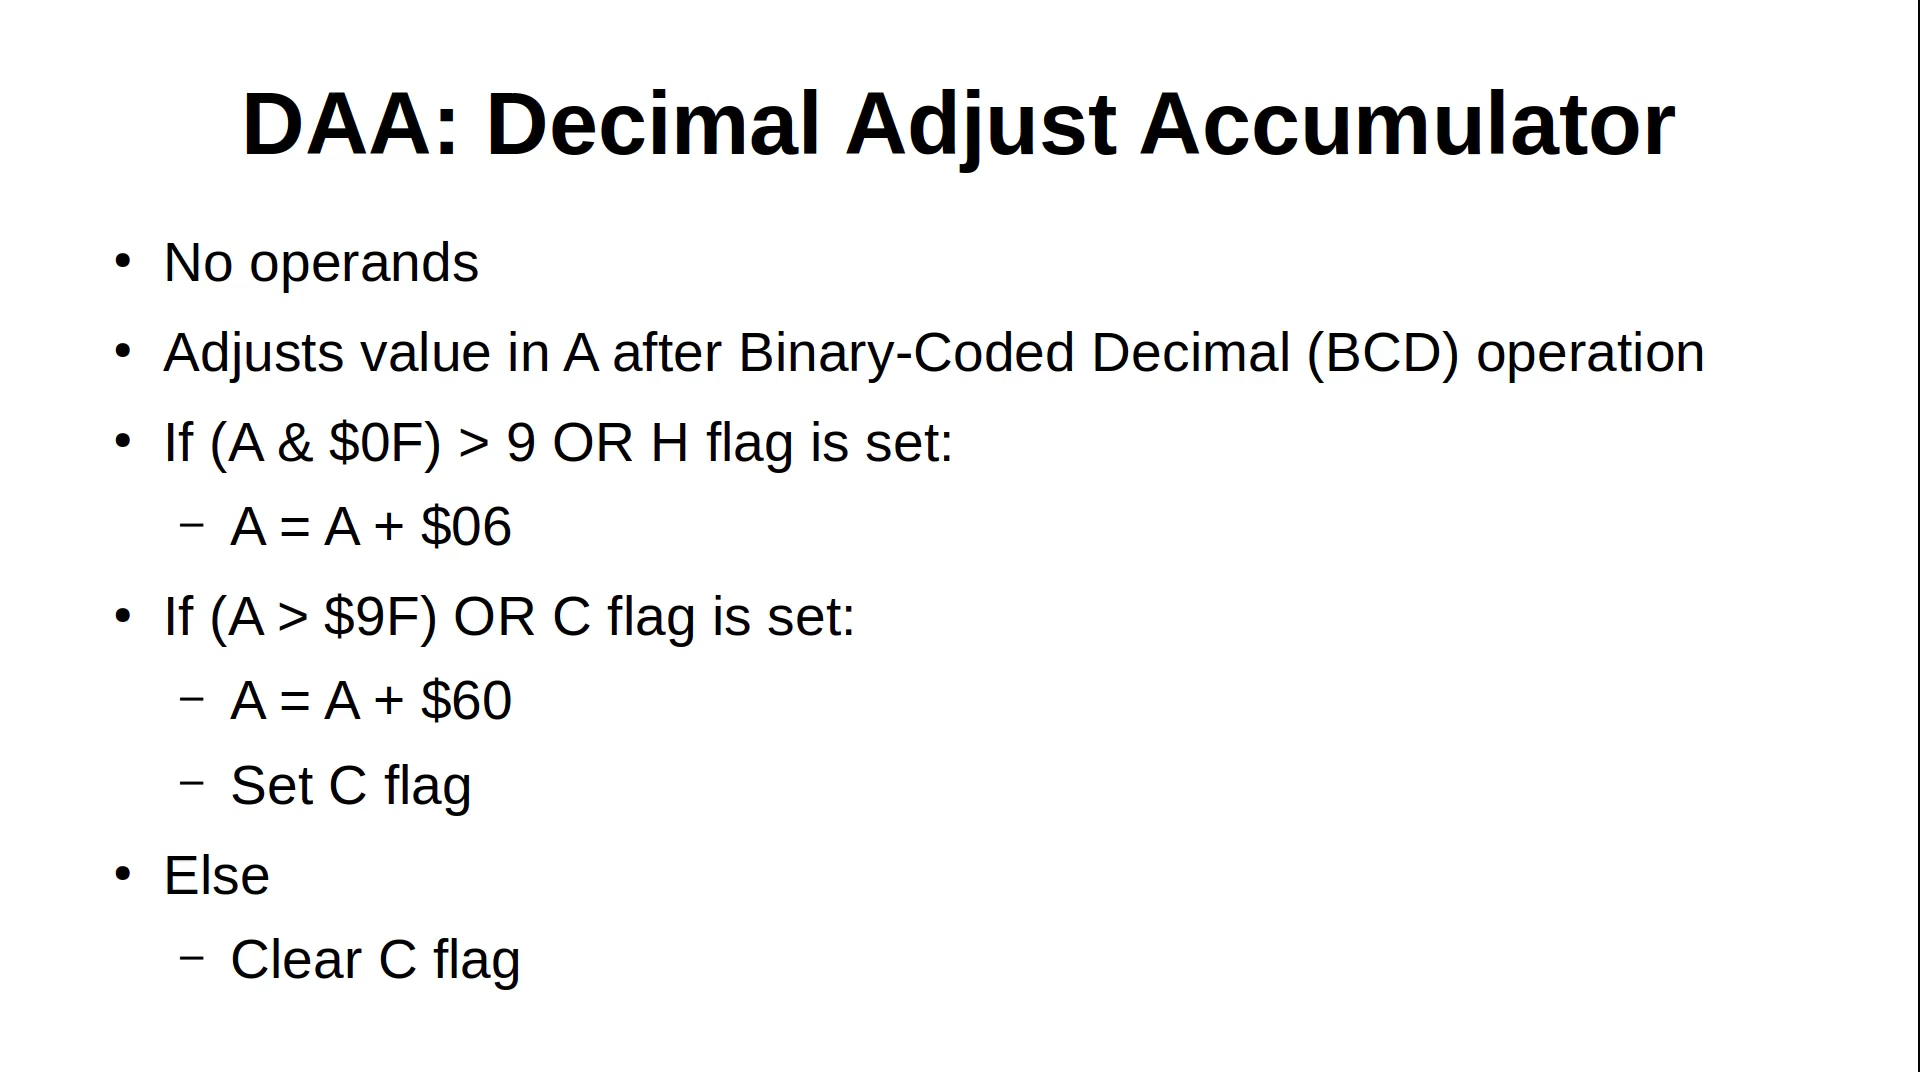 DAA: Decimal Adjust Accumulator
• No operands
• Adjusts value in A after Binary-Coded Decimal (BCD) operation
• If (A & $0F) > 9 OR H flag is set:
– A = A + $06
• If (A > $9F) OR C flag is set:
– A = A + $60
– Set C flag
• Else
– Clear C flag